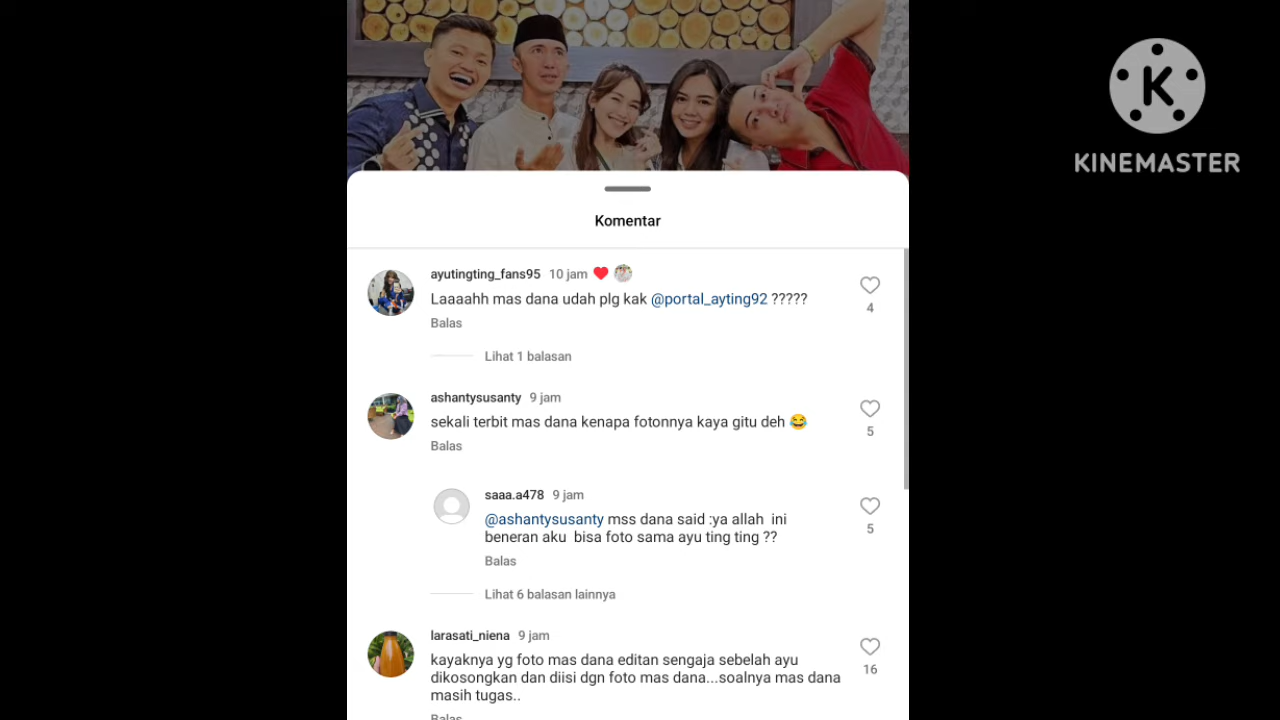 KINEMASTER
Komentar
ayutingting_fans95 10 jam ❤️
Laaaahh mas dana udah plg kak @portal_ayting92 ?????
4
Balas
Lihat 1 balasan
ashantysusanty 9 jam
sekali terbit mas dana kenapa fotonnya kaya gitu deh 😂
5
Balas
saaa.a478 9 jam
@ashantysusanty mss dana said :ya allah ini
beneran aku bisa foto sama ayu ting ting ??
5
Balas
Lihat 6 balasan lainnya
larasati_niena 9 jam
kayaknya yg foto mas dana editan sengaja sebelah ayu
dikosongkan dan diisi dgn foto mas dana...soalnya mas dana
masih tugas..
16
Balas